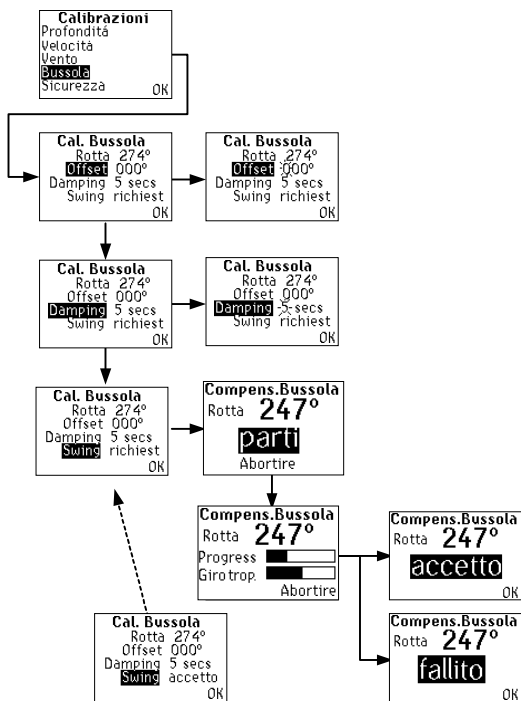 Calibrazioni
Profonditá
Velocitá
Vento
Bussola
Sicurezza OK
Cal. Bussola
Rotta 274°
Offset 000°
Damping 5 secs
Swing richiest
OK
Cal. Bussola
Rotta 274°
Offset 000°
Damping 5 secs
Swing richiest
OK
Cal. Bussola
Rotta 274°
Offset 000°
Damping 5 secs
Swing richiest
OK
Cal. Bussola
Rotta 274°
Offset 000°
Damping 5 secs
Swing richiest
OK
Cal. Bussola
Rotta 274°
Offset 000°
Damping 5 secs
Swing richiest
OK
Compens.Bussola
Rotta 247°
parti
Abortire
Compens.Bussola
Rotta 247°
Progress
Giro trop.
Abortire
Compens.Bussola
Rotta 247°
accetto
OK
Compens.Bussola
Rotta 247°
fallito
OK
Cal. Bussola
Rotta 274°
Offset 000°
Damping 5 secs
Swing accetto
OK